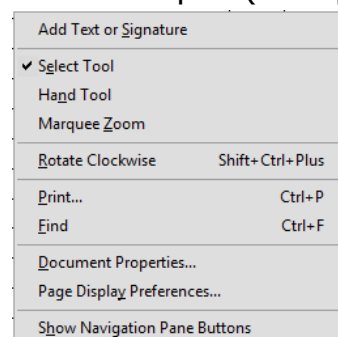 Add Text or Signature
Select Tool
Hand Tool
Marquee Zoom
Rotate Clockwise Shift+Ctrl+Plus
Print... Ctrl+P
Find Ctrl+F
Document Properties...
Page Display Preferences...
Show Navigation Pane Buttons